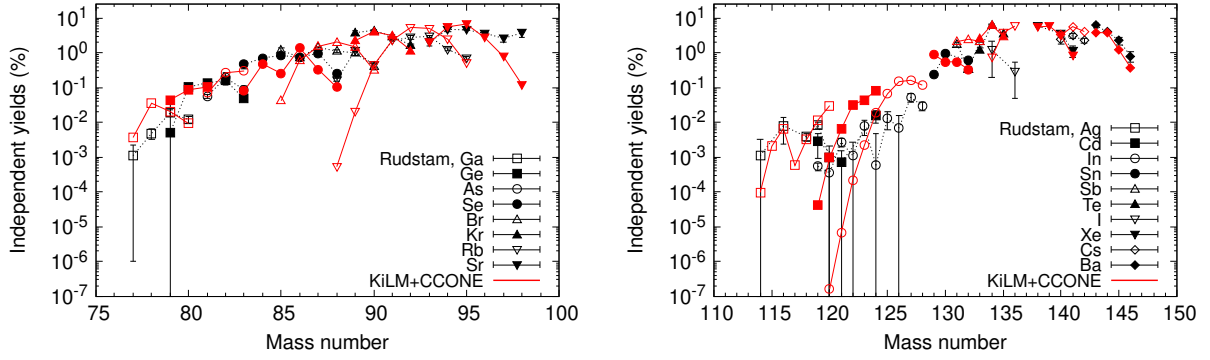 Independent yields (%)
10¹
10⁰
10⁻¹
10⁻²
10⁻³
10⁻⁴
10⁻⁵
10⁻⁶
10⁻⁷
75
80
85
90
95
100
Mass number
Rudstam, Ga
Ge
As
Se
Br
Kr
Rb
Sr
KiLM+CCONE
Independent yields (%)
10¹
10⁰
10⁻¹
10⁻²
10⁻³
10⁻⁴
10⁻⁵
10⁻⁶
10⁻⁷
110
115
120
125
130
135
140
145
150
Mass number
Rudstam, Ag
Cd
In
Sn
Sb
Te
I
Xe
Cs
Ba
KiLM+CCONE